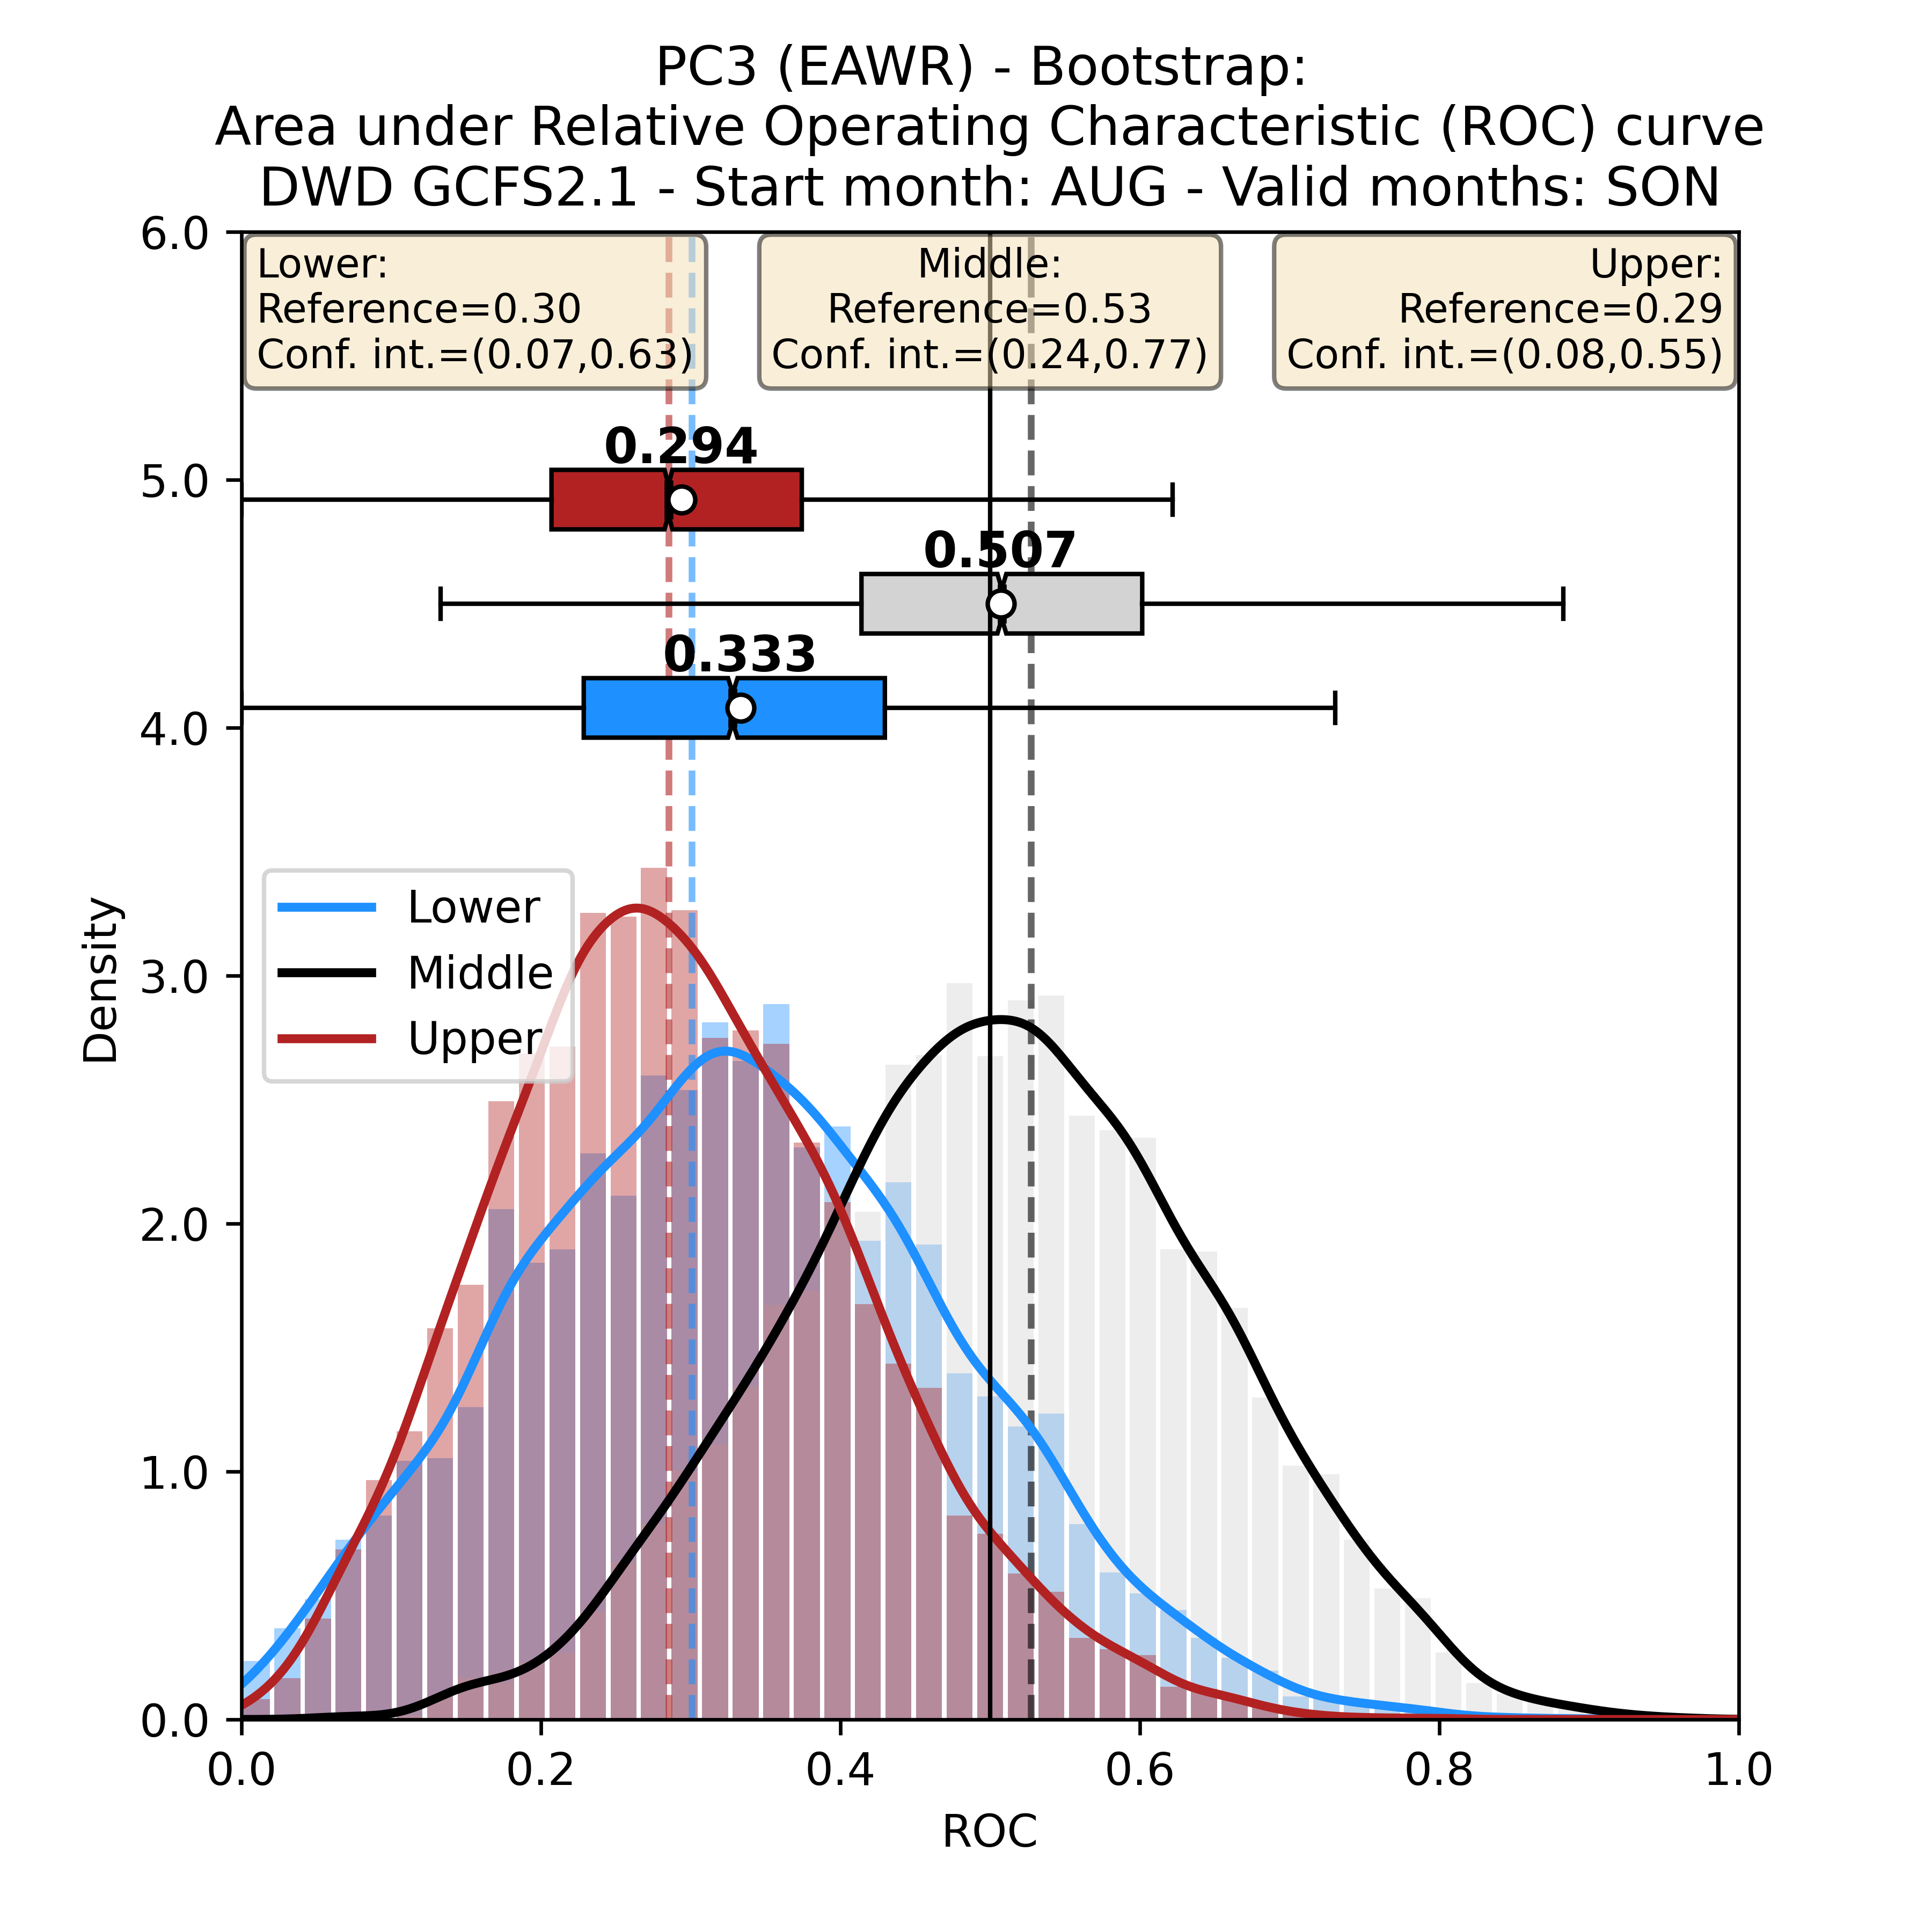 PC3 (EAWR) - Bootstrap:
Area under Relative Operating Characteristic (ROC) curve
DWD GCFS2.1 - Start month: AUG - Valid months: SON
Lower:
Reference=0.30
Conf. int.=(0.07,0.63)
Middle:
Reference=0.53
Conf. int.=(0.24,0.77)
Upper:
Reference=0.29
Conf. int.=(0.08,0.55)
0.294
0.507
0.333
Lower
Middle
Upper
Density
6.0
5.0
4.0
3.0
2.0
1.0
0.0
0.0 0.2 0.4 0.6 0.8 1.0
ROC